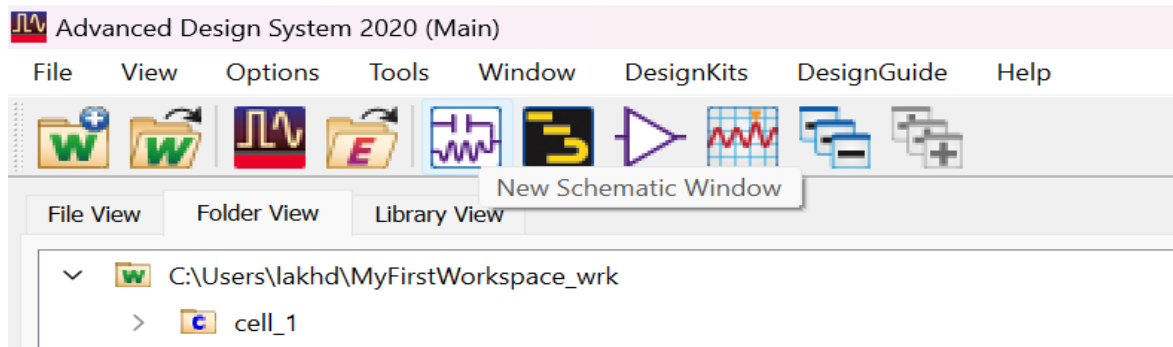 Advanced Design System 2020 (Main)
File View Options Tools Window DesignKits DesignGuide Help
W W E
New Schematic Window
File View Folder View Library View
W C:\Users\lakhd\MyFirstWorkspace_wrk
C cell_1